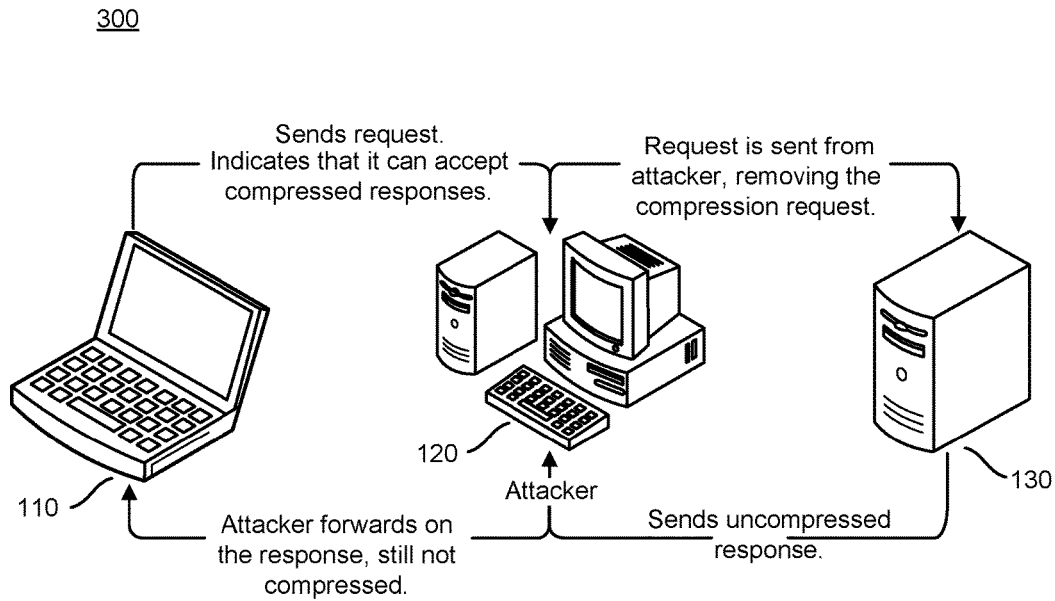 300
Sends request.
Indicates that it can accept
compressed responses.
Request is sent from
attacker, removing the
compression request.
110
120
Attacker
130
Attacker forwards on
the response, still not
compressed.
Sends uncompressed
response.